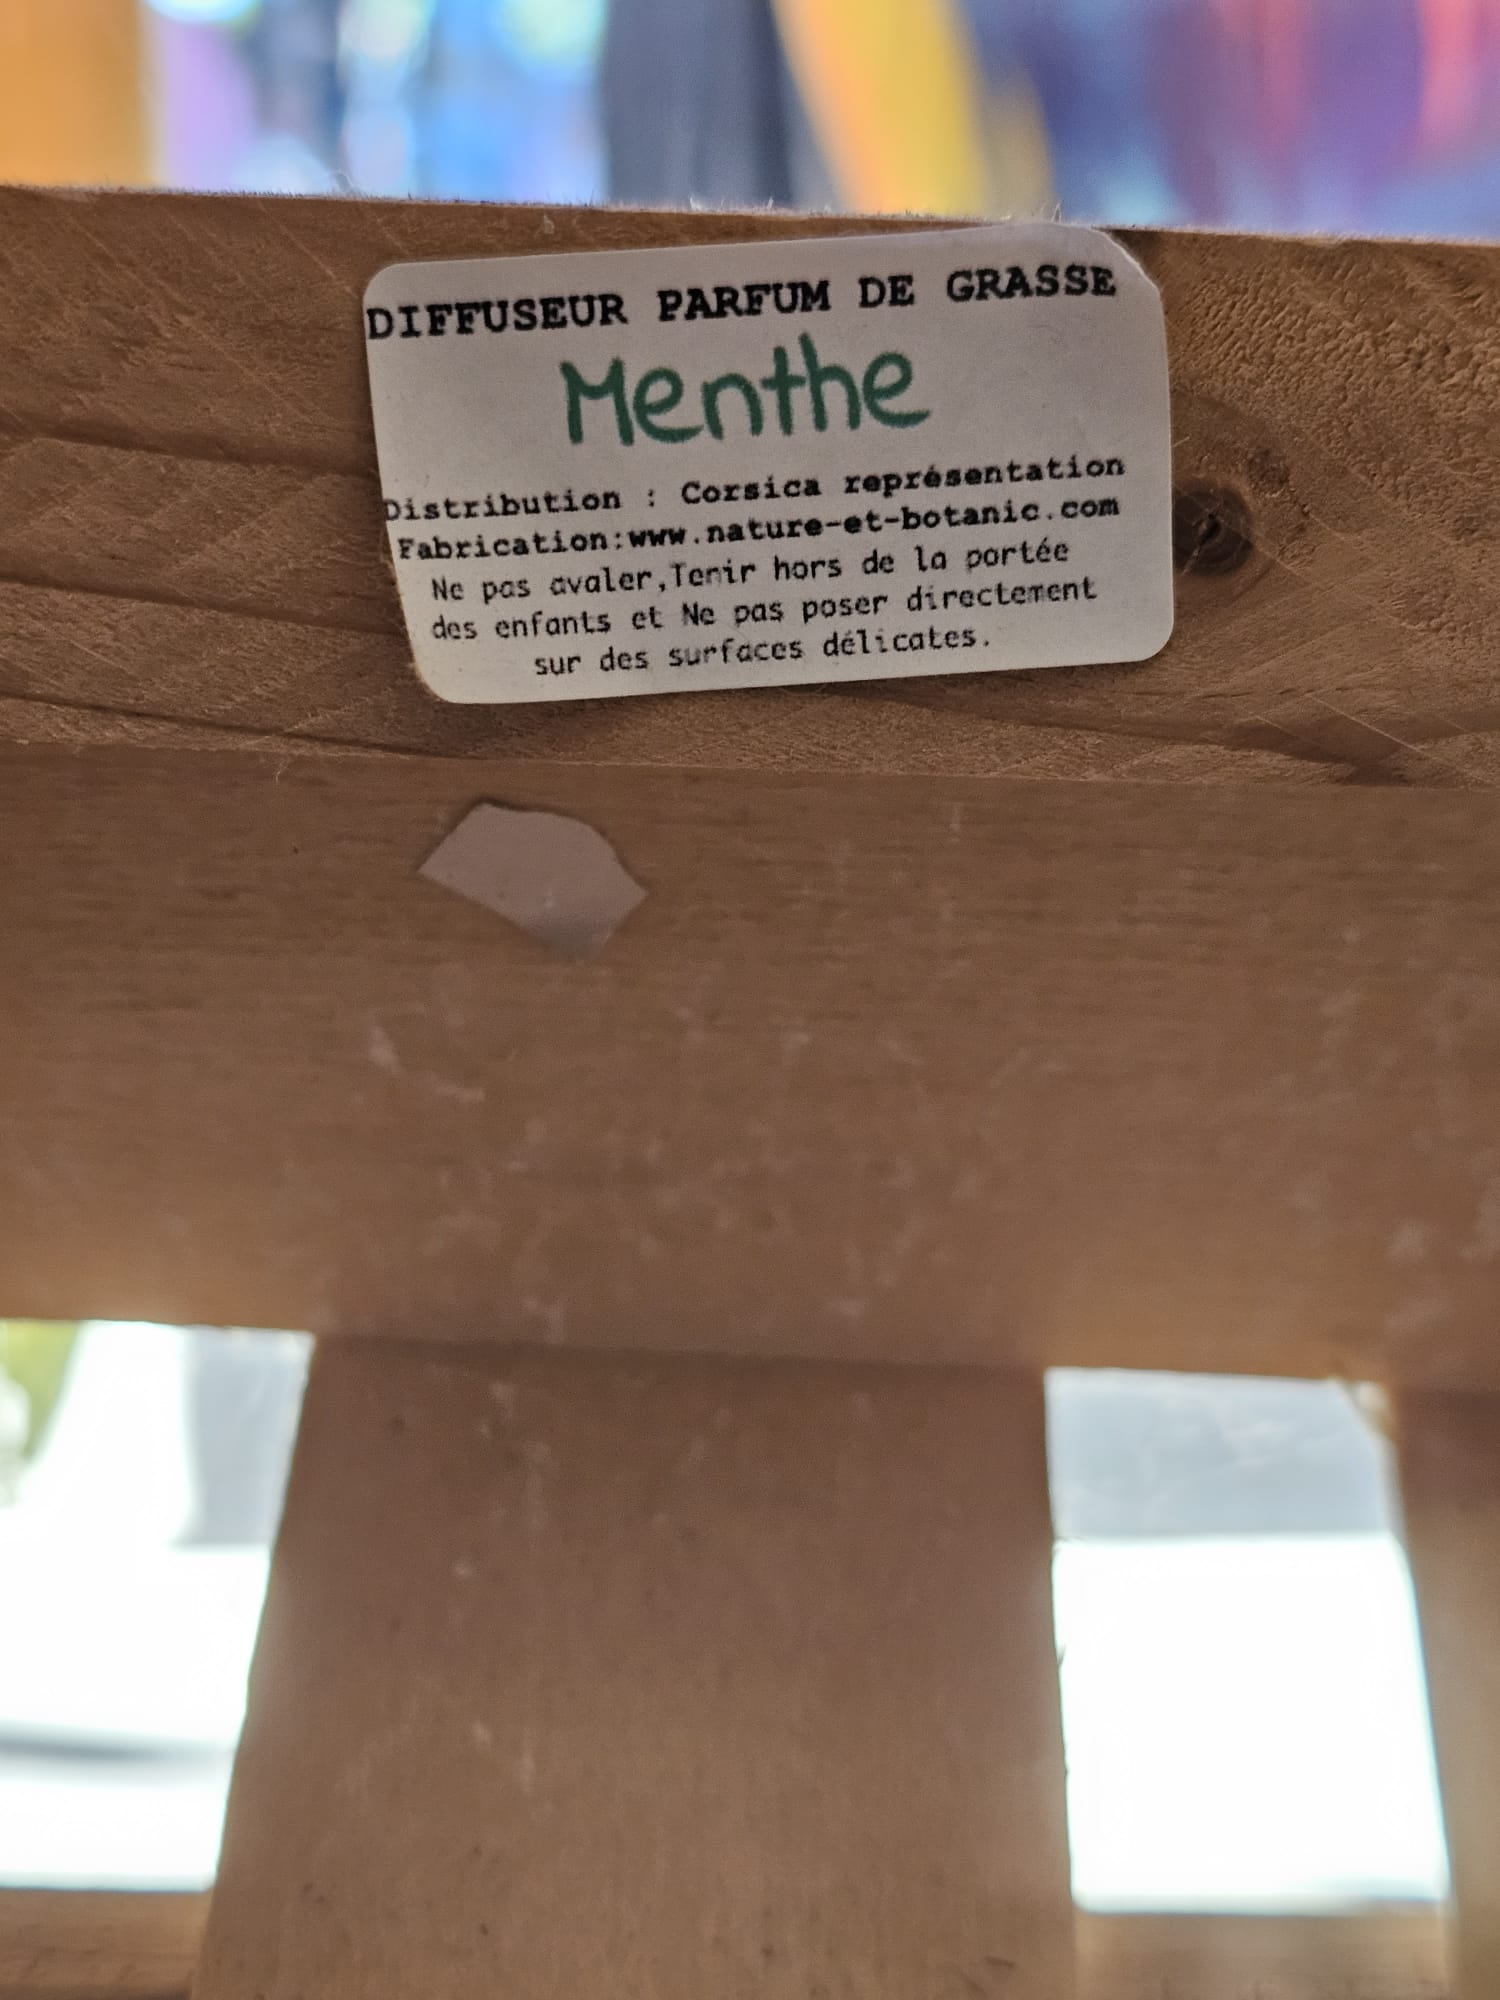 DIFFUSEUR PARFUM DE GRASSE
Menthe
Distribution : Corsica représentation
Fabrication:www.nature-et-botanic.com
Ne pas avaler,Tenir hors de la portée
des enfants et Ne pas poser directement
sur des surfaces délicates.